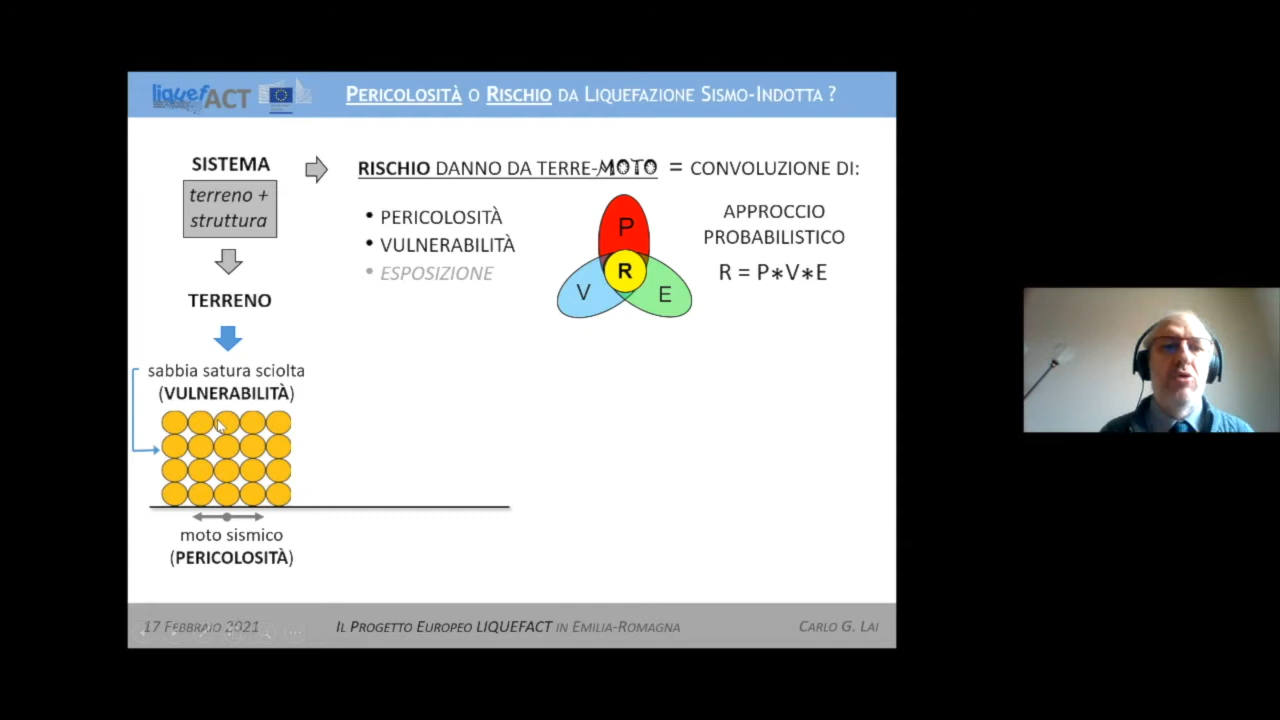 liquefACT
PERICOLOSITÀ O RISCHIO DA LIQUEFAZIONE SISMO-INDOTTA ?
SISTEMA
terreno +
struttura
TERRENO
sabbia satura sciolta
(VULNERABILITÀ)
moto sismico
(PERICOLOSITÀ)
RISCHIO DANNO DA TERRE-MOTO = CONVOLUZIONE DI:
• PERICOLOSITÀ
• VULNERABILITÀ
• ESPOSIZIONE
P
R
V
E
APPROCCIO
PROBABILISTICO
R = P∗V∗E
17 FEBBRAIO 2021
IL PROGETTO EUROPEO LIQUEFACT IN EMILIA-ROMAGNA
CARLO G. LAI